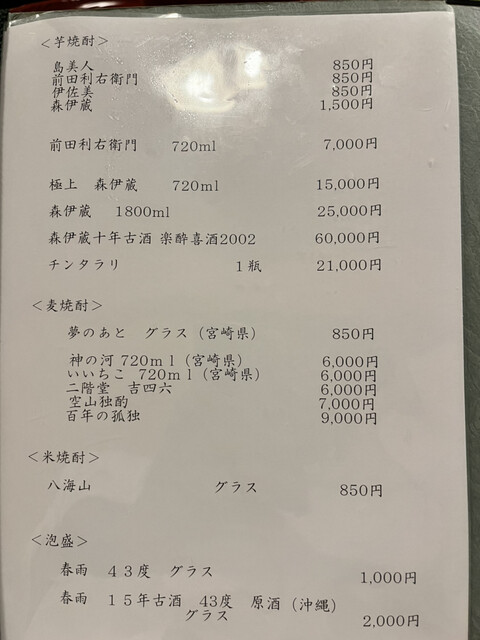 ＜芋焼酎＞
島美人 850円
前田利右衛門 850円
伊佐美 850円
森伊蔵 1,500円
前田利右衛門 720ml 7,000円
極上 森伊蔵 720ml 15,000円
森伊蔵 1800ml 25,000円
森伊蔵十年古酒 楽酔喜酒2002 60,000円
チンタラリ 1瓶 21,000円
＜麦焼酎＞
夢のあと グラス（宮崎県） 850円
神の河 720ｍｌ（宮崎県） 6,000円
いいちこ 720ｍｌ（宮崎県） 6,000円
二階堂 吉四六 6,000円
空山独酌 7,000円
百年の孤独 9,000円
＜米焼酎＞
八海山 グラス 850円
＜泡盛＞
春雨 ４３度 グラス 1,000円
春雨 １５年古酒 43度 原酒（沖縄）
グラス 2,000円